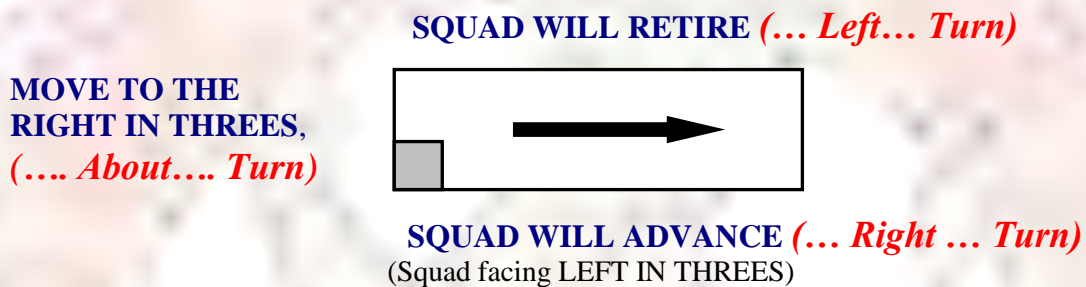 SQUAD WILL RETIRE (… Left… Turn)
MOVE TO THE
RIGHT IN THREES,
(…. About…. Turn)
SQUAD WILL ADVANCE (… Right … Turn)
(Squad facing LEFT IN THREES)